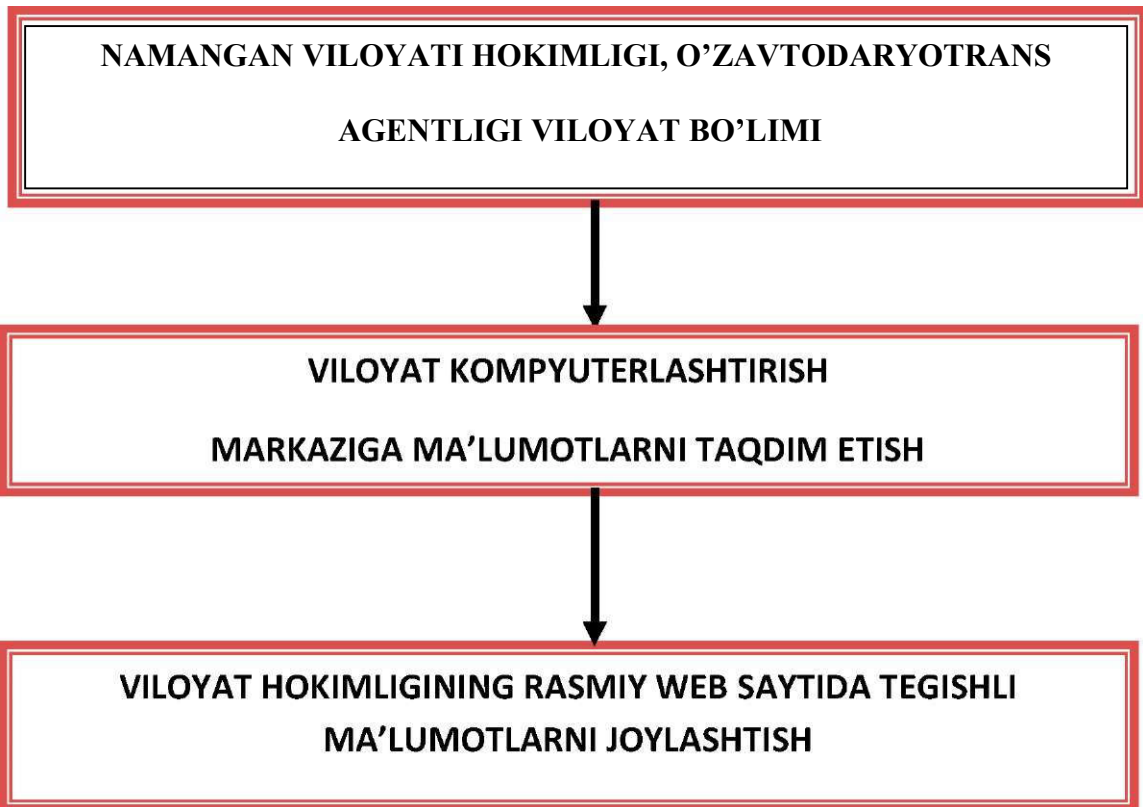 NAMANGAN VILOYATI HOKIMLIGI, O’ZAVTODARYOTRANS
AGENTLIGI VILOYAT BO’LIMI
VILOYAT KOMPYUTERLASHTIRISH
MARKAZIGA MA’LUMOTLARNI TAQDIM ETISH
VILOYAT HOKIMLIGINING RASMIY WEB SAYTIDA TEGISHLI
MA’LUMOTLARNI JOYLASHTISH